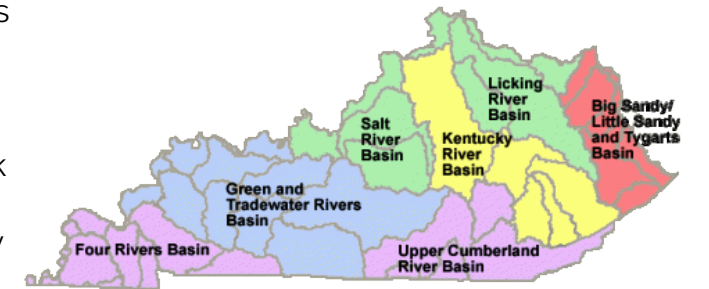 S
Licking
River
Basin
Big Sandy/
Little Sandy
and Tygarts
Basin
Salt
River
Basin
Kentucky
River
Basin
K
Green and
Tradewater Rivers
Basin
Four Rivers Basin
Upper Cumberland
River Basin